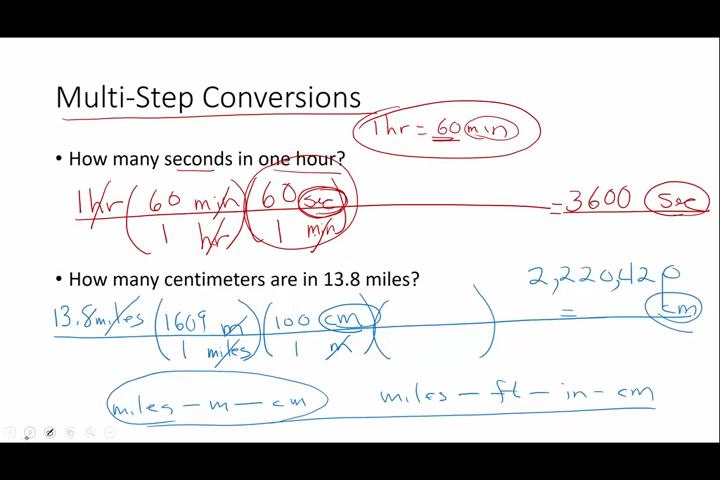 Multi-Step Conversions
1hr = 60 min
• How many seconds in one hour?
1hr (60 min / 1 hr) (60 sec / 1 min) = 3600 sec
• How many centimeters are in 13.8 miles?
2,220,420
13.8 miles (1609 m / 1 miles) (100 cm / 1 m) ( ) = cm
miles - m - cm miles - ft - in - cm